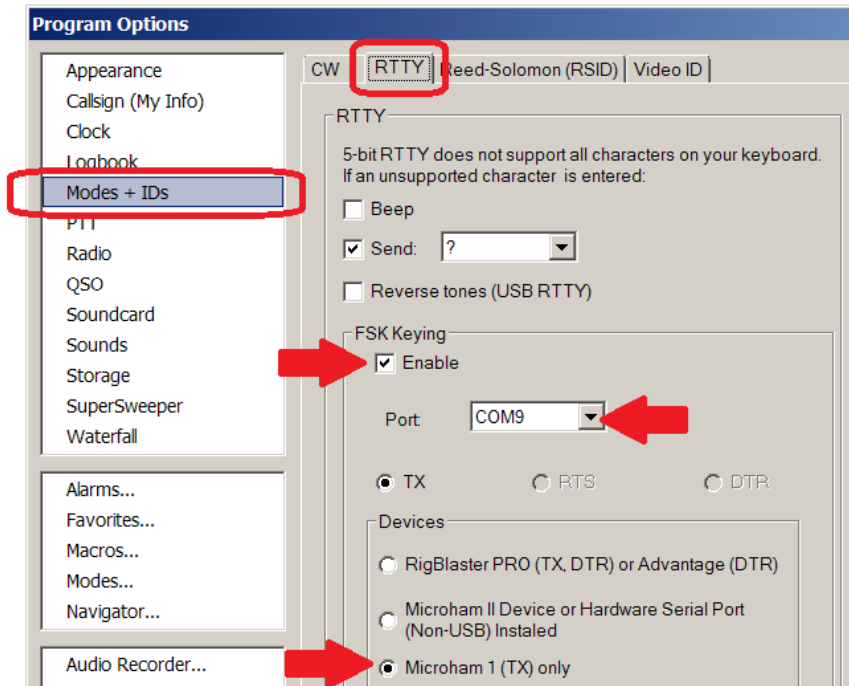 Program Options
Appearance
Callsign (My Info)
Clock
Logbook
Modes + IDs
PTT
Radio
QSO
Soundcard
Sounds
Storage
SuperSweeper
Waterfall
Alarms...
Favorites...
Macros...
Modes...
Navigator...
Audio Recorder...
CW RTTY Reed-Solomon (RSID) Video ID
RTTY
5-bit RTTY does not support all characters on your keyboard.
If an unsupported character is entered:
Beep
Send: ?
Reverse tones (USB RTTY)
FSK Keying
Enable
Port: COM9
TX RTS DTR
Devices
RigBlaster PRO (TX, DTR) or Advantage (DTR)
Microham II Device or Hardware Serial Port
(Non-USB) Instaled
Microham 1 (TX) only